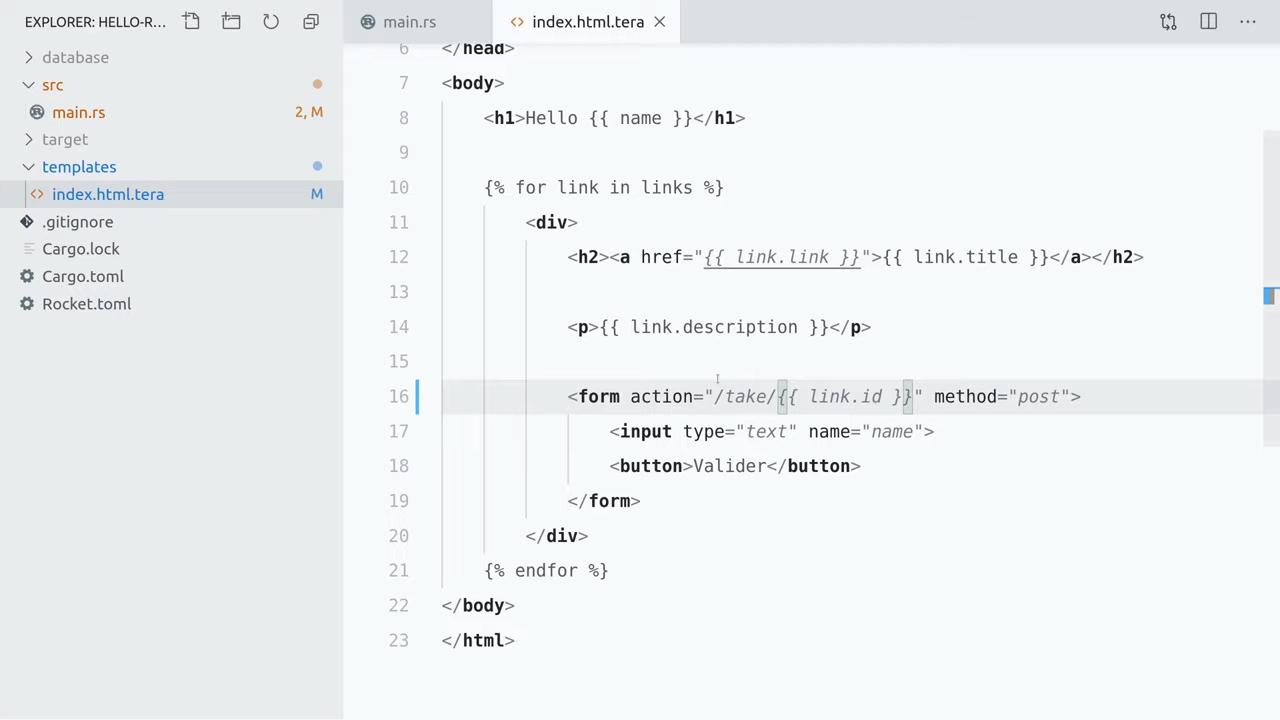 EXPLORER: HELLO-R...
database
src
main.rs 2, M
target
templates
index.html.tera M
.gitignore
Cargo.lock
Cargo.toml
Rocket.toml
main.rs index.html.tera
6 </head>
7 <body>
8 <h1>Hello {{ name }}</h1>
9
10 {% for link in links %}
11 <div>
12 <h2><a href="{{ link.link }}">{{ link.title }}</a></h2>
13
14 <p>{{ link.description }}</p>
15
16 <form action="/take/{{ link.id }}" method="post">
17 <input type="text" name="name">
18 <button>Valider</button>
19 </form>
20 </div>
21 {% endfor %}
22 </body>
23 </html>